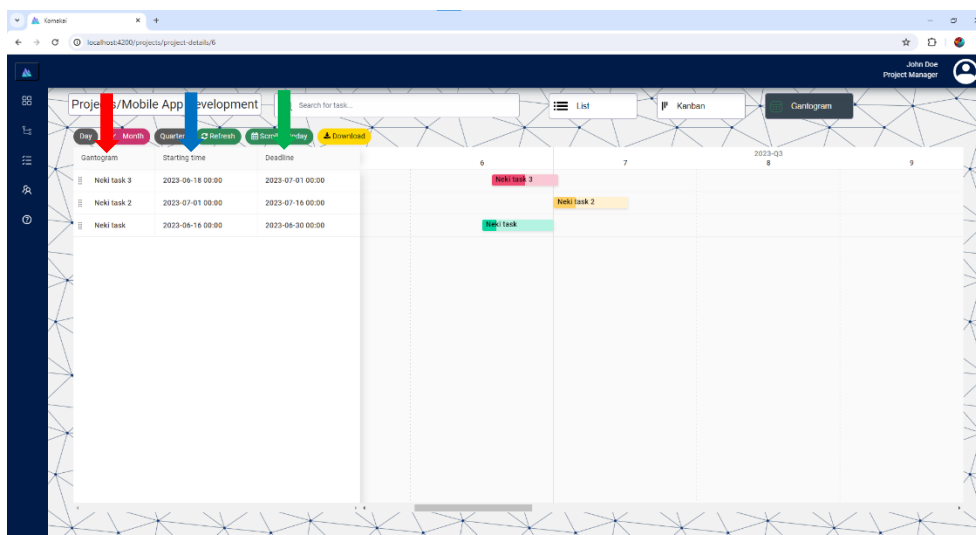 Komekai
localhost:4200/projects/project-details/6
John Doe
Project Manager
Projects/Mobile App Development
Search for task...
List
Kanban
Gantogram
Day
Month
Quarter
Refresh
Download
Gantogram Starting time Deadline
2023-Q3
6 7 8 9
Neki task 3 2023-06-18 00:00 2023-07-01 00:00 Neki task 3
Neki task 2 2023-07-01 00:00 2023-07-16 00:00 Neki task 2
Neki task 2023-06-16 00:00 2023-06-30 00:00 Neki task